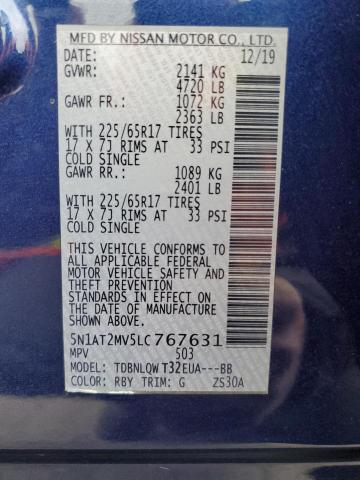 MFD BY NISSAN MOTOR CO., LTD.
DATE: 12/19
GVWR: 2141 KG
4720 LB
GAWR FR.: 1072 KG
2363 LB
WITH 225/65R17 TIRES
17 X 7J RIMS AT 33 PSI
COLD SINGLE
GAWR RR.: 1089 KG
2401 LB
WITH 225/65R17 TIRES
17 X 7J RIMS AT 33 PSI
COLD SINGLE
THIS VEHICLE CONFORMS TO
ALL APPLICABLE FEDERAL
MOTOR VEHICLE SAFETY AND
THEFT PREVENTION
STANDARDS IN EFFECT ON
THE DATE OF MANUFACTURE
SHOWN ABOVE.
5N1AT2MV5LC767631
MPV 503
MODEL: TDBNLQWT32EUA---BB
COLOR: RBY TRIM: G ZS30A